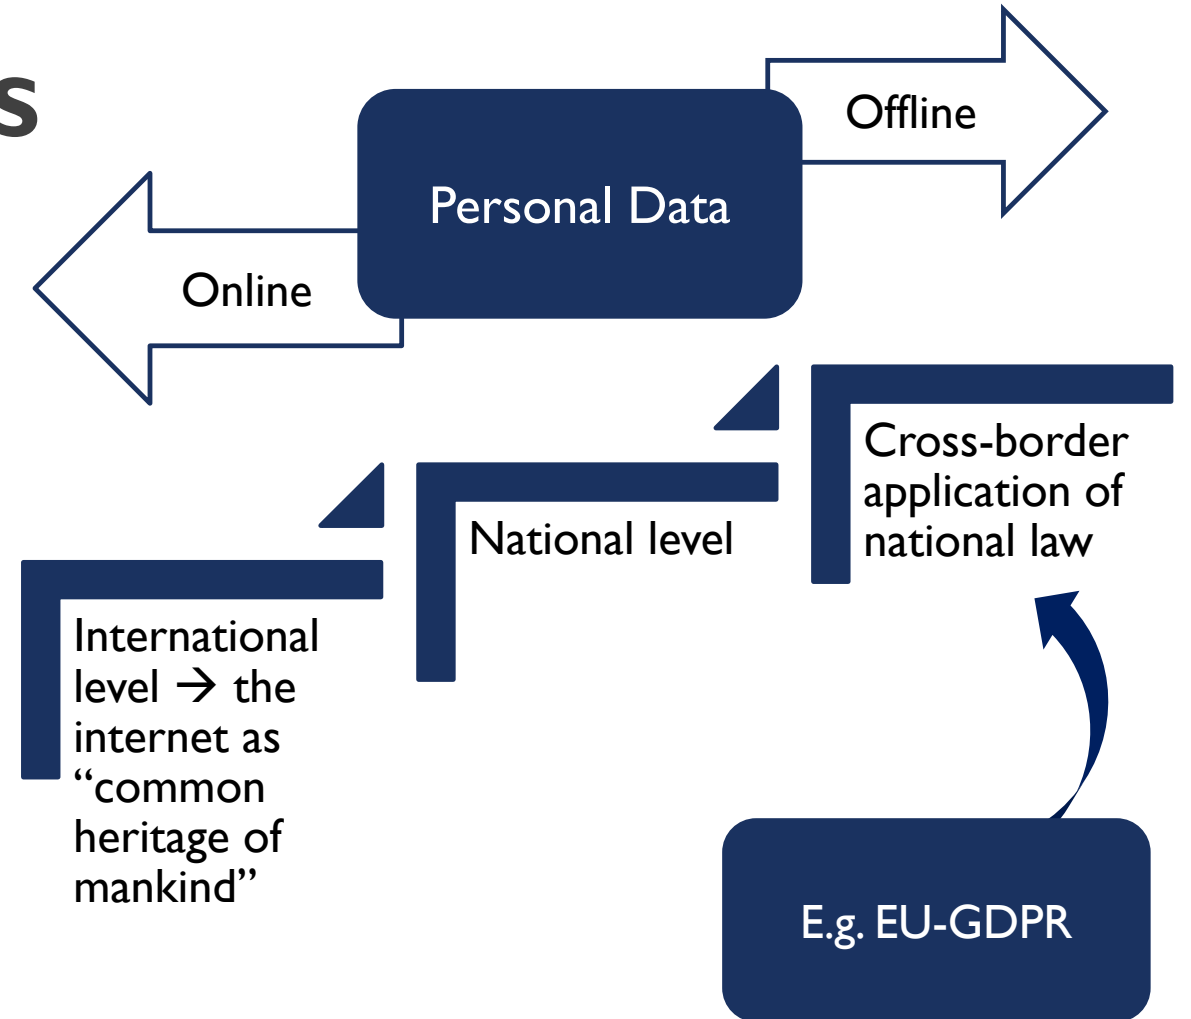 s
Offline
Personal Data
Online
Cross-border
application of
national law
National level
International
level → the
internet as
“common
heritage of
mankind”
E.g. EU-GDPR